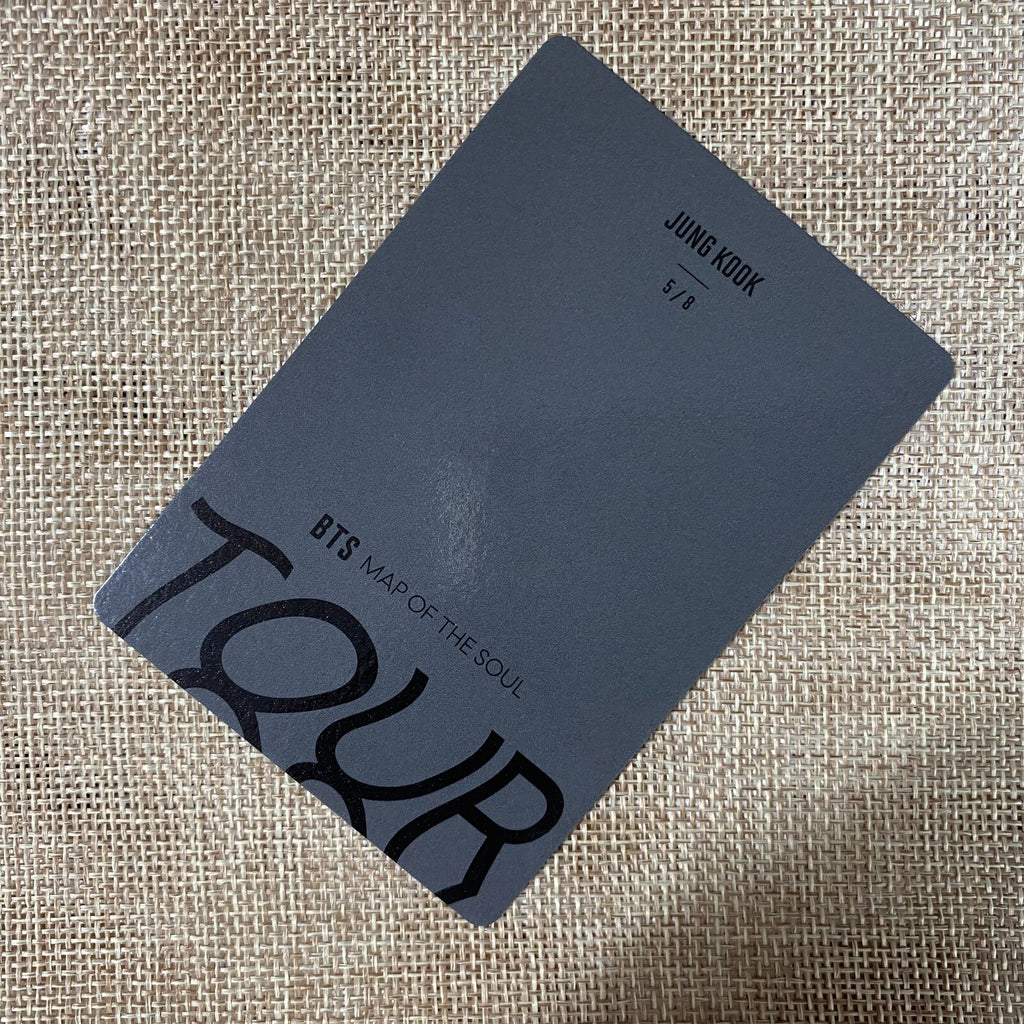 JUNG KOOK
5/8
BTS MAP OF THE SOUL
TOUR